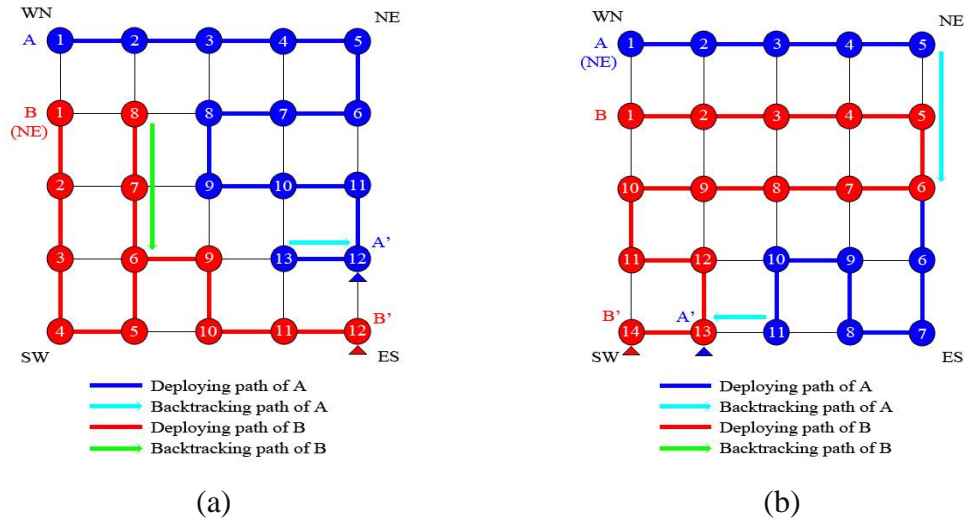 WN
NE
A 1 2 3 4 5
B 1 8 8 7 6
(NE)
2 7 9 10 11
A'
3 6 9 13 12
B'
4 5 10 11 12
SW
ES
Deploying path of A
Backtracking path of A
Deploying path of B
Backtracking path of B
(a)
WN
NE
A 1 2 3 4 5
(NE)
B 1 2 3 4 5
10 9 8 7 6
11 12 10 9 6
B' 14 A' 13 11 8 7
SW
ES
Deploying path of A
Backtracking path of A
Deploying path of B
Backtracking path of B
(b)